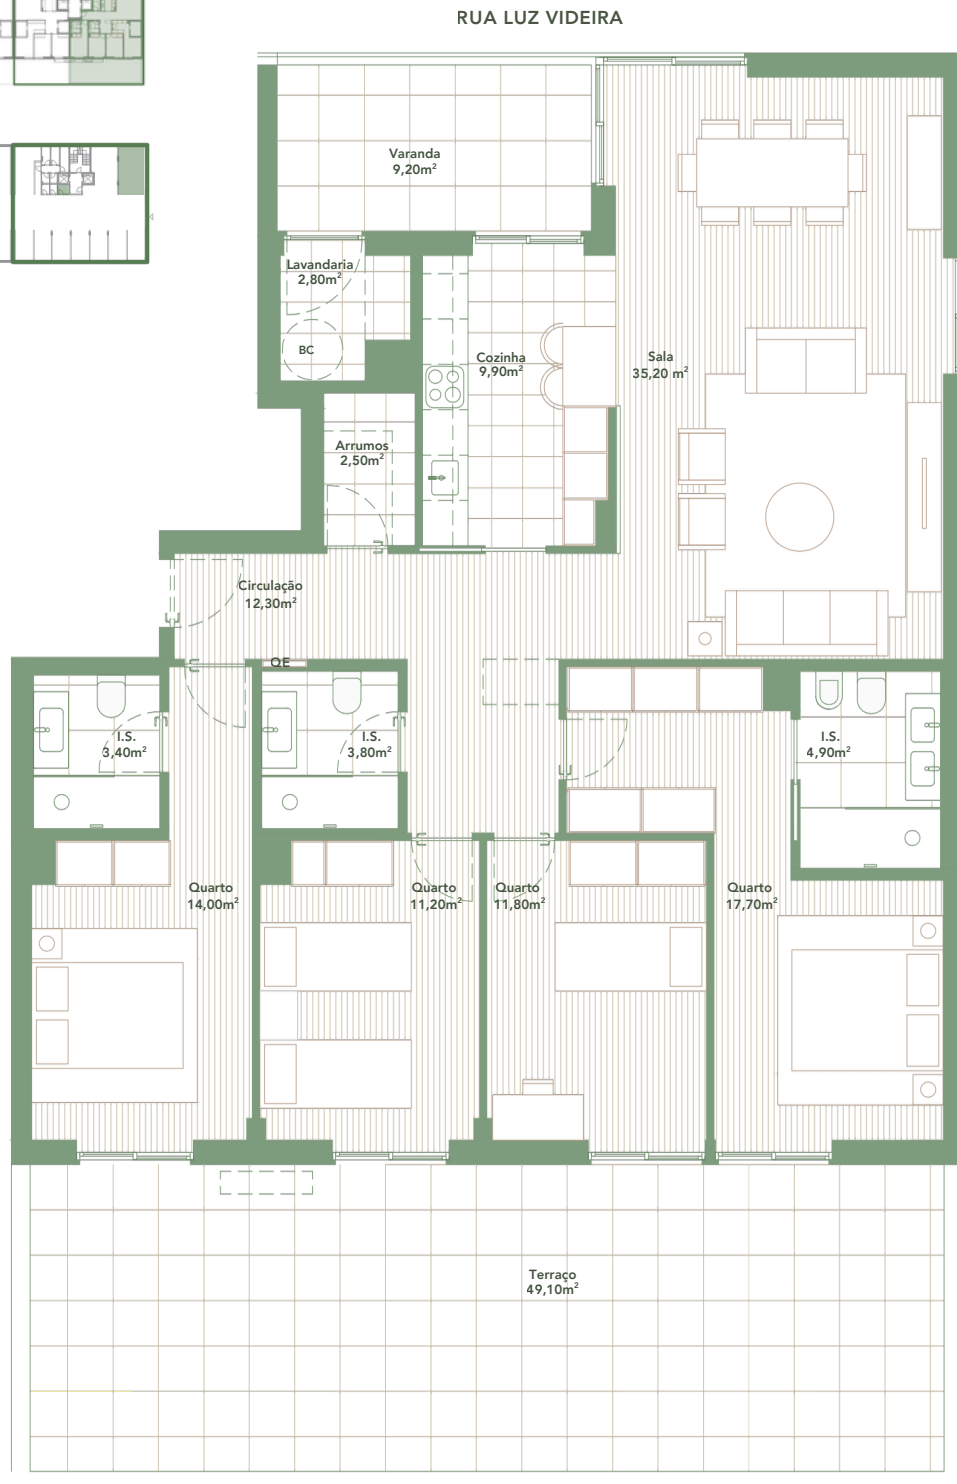 RUA LUZ VIDEIRA
Varanda
9,20m²
Lavandaria
2,80m²
BC
Cozinha
9,90m²
Sala
35,20 m²
Arrumos
2,50m²
Circulação
12,30m²
QE
I.S.
3,40m²
I.S.
3,80m²
I.S.
4,90m²
Quarto
14,00m²
Quarto
11,20m²
Quarto
11,80m²
Quarto
17,70m²
Terraço
49,10m²